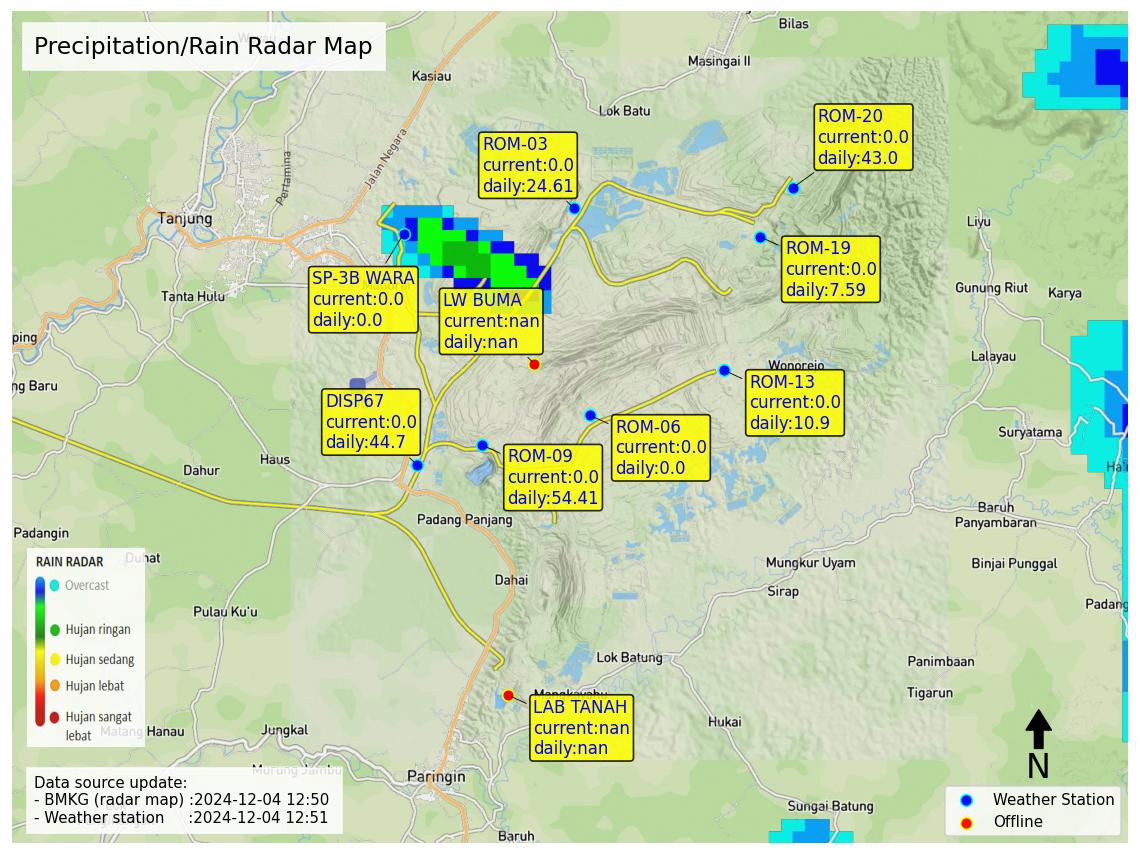 Precipitation/Rain Radar Map
Bilas
Masingai II
Kasiau
Lok Batu
Jalan Negara
Pertamina
Tanjung
Tanta Hulu
ROM-03
current:0.0
daily:24.61
ROM-20
current:0.0
daily:43.0
ROM-19
current:0.0
daily:7.59
SP-3B WARA
current:0.0
daily:0.0
LW BUMA
current:nan
daily:nan
Liyu
Gunung Riut
Karya
Lalayau
Wonorejo
ROM-13
current:0.0
daily:10.9
ping
ng Baru
DISP67
current:0.0
daily:44.7
ROM-06
current:0.0
daily:0.0
ROM-09
current:0.0
daily:54.41
Suryatama
Dahur
Haus
Padang Panjang
Baruh
Panyambaran
Padangin
Duhat
Binjai Punggal
Mungkur Uyam
Sirap
Dahai
Padang
Pulau Ku'u
RAIN RADAR
Overcast
Hujan ringan
Hujan sedang
Hujan lebat
Hujan sangat
lebat
Lok Batung
Panimbaan
Tigarun
Mangkayahu
LAB TANAH
current:nan
daily:nan
Hukai
Matang Hanau
Jungkal
Murung Jambu
Paringin
Sungai Batung
Baruh
Data source update:
- BMKG (radar map) :2024-12-04 12:50
- Weather station :2024-12-04 12:51
N
Weather Station
Offline